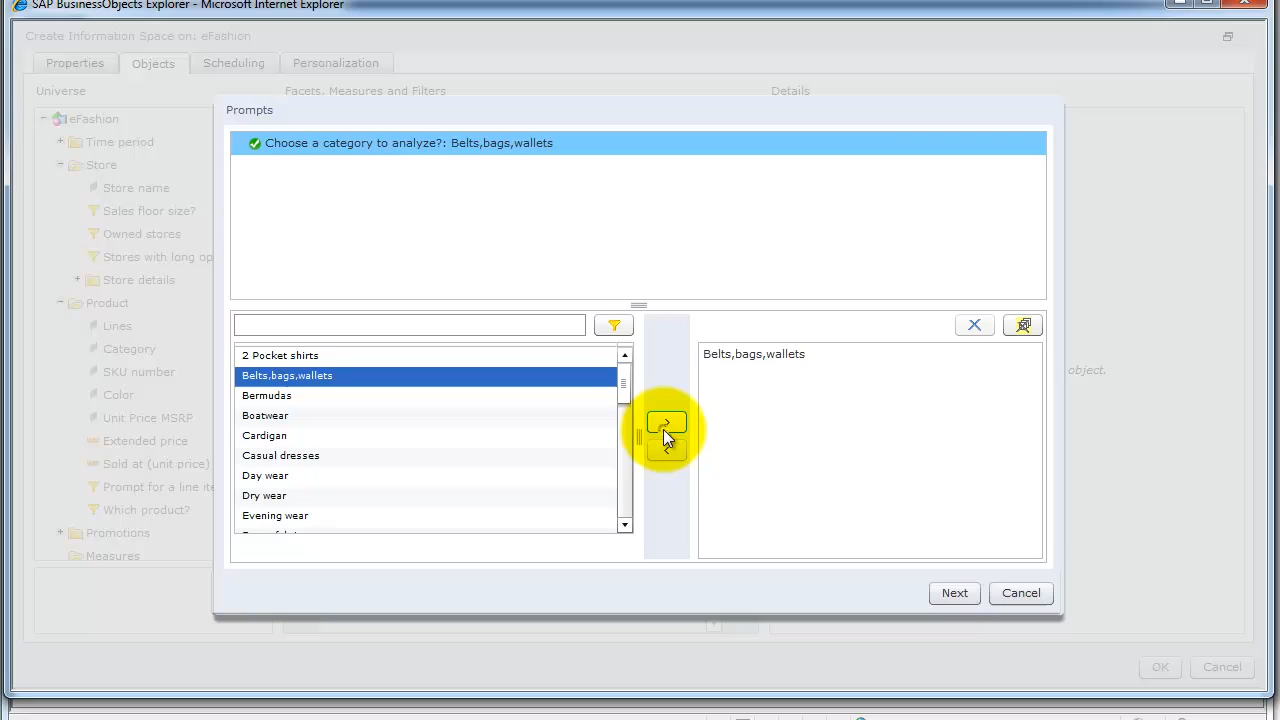 SAP BusinessObjects Explorer - Microsoft Internet Explorer
Create Information Space on: eFashion
Properties
Objects
Scheduling
Personalization
Universe
Facets, Measures and Filters
Details
eFashion
Time period
Store
Store name
Sales floor size?
Owned stores
Stores with long op
Store details
Product
Lines
Category
SKU number
Color
Unit Price MSRP
Extended price
Sold at (unit price)
Prompt for a line ite
Which product?
Promotions
Measures
object.
Prompts
Choose a category to analyze?: Belts,bags,wallets
2 Pocket shirts
Belts,bags,wallets
Bermudas
Boatwear
Cardigan
Casual dresses
Day wear
Dry wear
Evening wear
Belts,bags,wallets
Next
Cancel
OK
Cancel